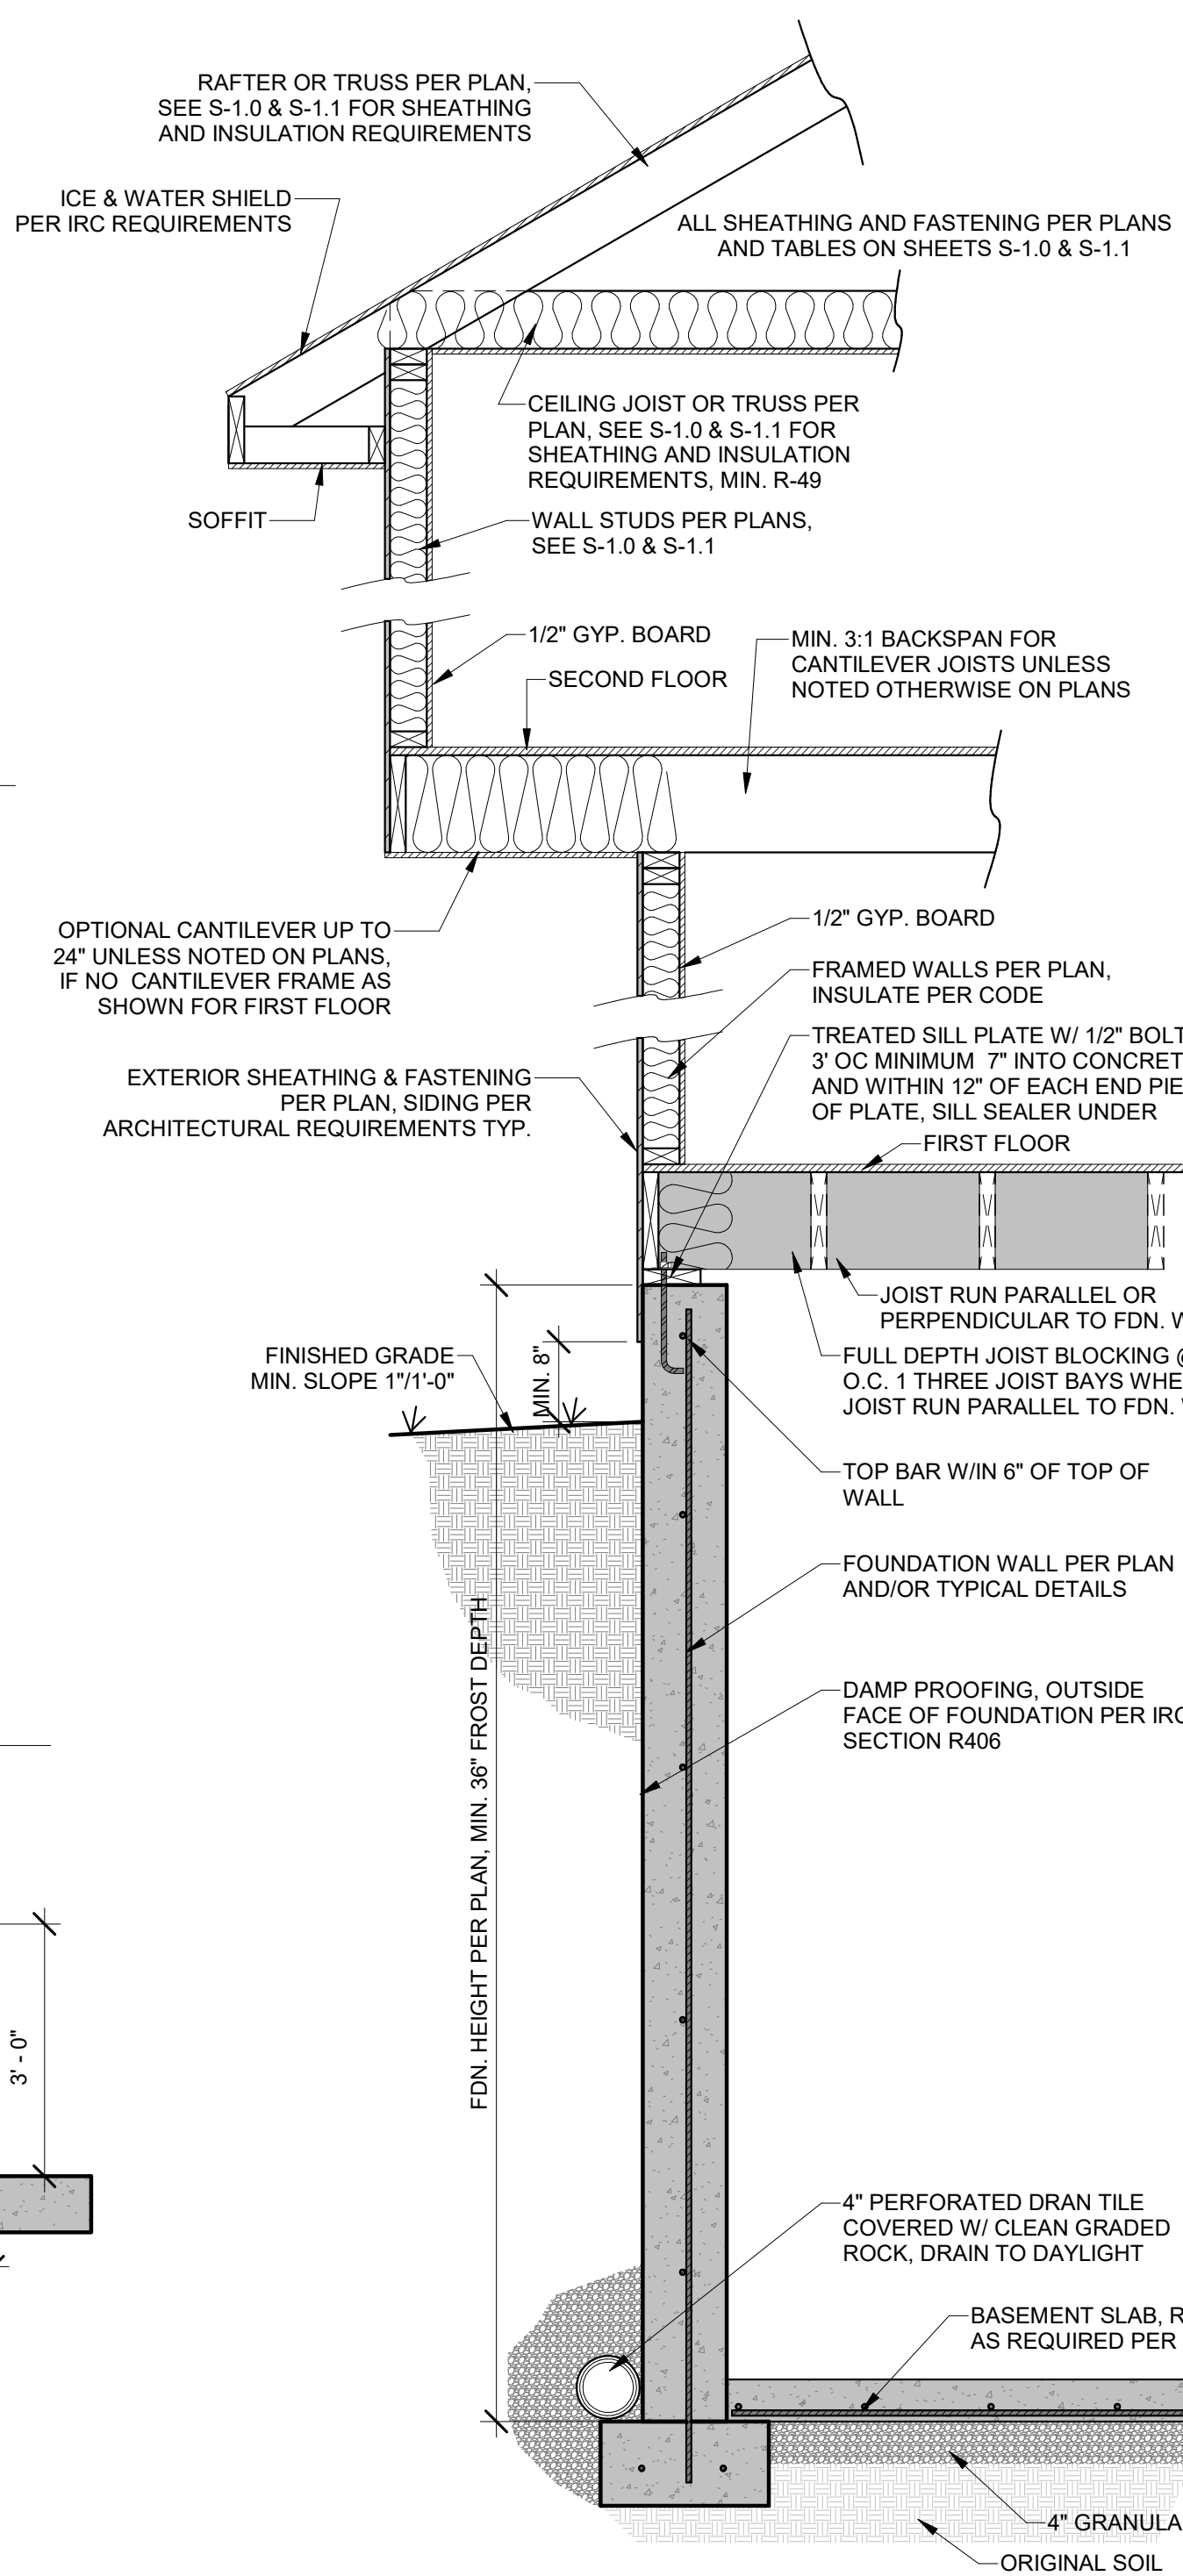 RAFTER OR TRUSS PER PLAN,
SEE S-1.0 & S-1.1 FOR SHEATHING
AND INSULATION REQUIREMENTS
ICE & WATER SHIELD
PER IRC REQUIREMENTS
ALL SHEATHING AND FASTENING PER PLANS
AND TABLES ON SHEETS S-1.0 & S-1.1
CEILING JOIST OR TRUSS PER
PLAN, SEE S-1.0 & S-1.1 FOR
SHEATHING AND INSULATION
REQUIREMENTS, MIN. R-49
SOFFIT
WALL STUDS PER PLANS,
SEE S-1.0 & S-1.1
1/2" GYP. BOARD
SECOND FLOOR
MIN. 3:1 BACKSPAN FOR
CANTILEVER JOISTS UNLESS
NOTED OTHERWISE ON PLANS
OPTIONAL CANTILEVER UP TO
24" UNLESS NOTED ON PLANS,
IF NO CANTILEVER FRAME AS
SHOWN FOR FIRST FLOOR
1/2" GYP. BOARD
FRAMED WALLS PER PLAN,
INSULATE PER CODE
TREATED SILL PLATE W/ 1/2" BOLT
3' OC MINIMUM 7" INTO CONCRET
AND WITHIN 12" OF EACH END PIE
OF PLATE, SILL SEALER UNDER
EXTERIOR SHEATHING & FASTENING
PER PLAN, SIDING PER
ARCHITECTURAL REQUIREMENTS TYP.
FIRST FLOOR
JOIST RUN PARALLEL OR
PERPENDICULAR TO FDN.
FINISHED GRADE
MIN. SLOPE 1"/1'-0"
MIN. 8"
FULL DEPTH JOIST BLOCKING @
O.C. 1 THREE JOIST BAYS WHE
JOIST RUN PARALLEL TO FDN.
TOP BAR W/IN 6" OF TOP OF
WALL
FOUNDATION WALL PER PLAN
AND/OR TYPICAL DETAILS
FDN. HEIGHT PER PLAN, MIN. 36" FROST DEPTH
DAMP PROOFING, OUTSIDE
FACE OF FOUNDATION PER IRC
SECTION R406
3' - 0"
4" PERFORATED DRAN TILE
COVERED W/ CLEAN GRADED
ROCK, DRAIN TO DAYLIGHT
BASEMENT SLAB, R
AS REQUIRED PER
4" GRANULA
ORIGINAL SOIL